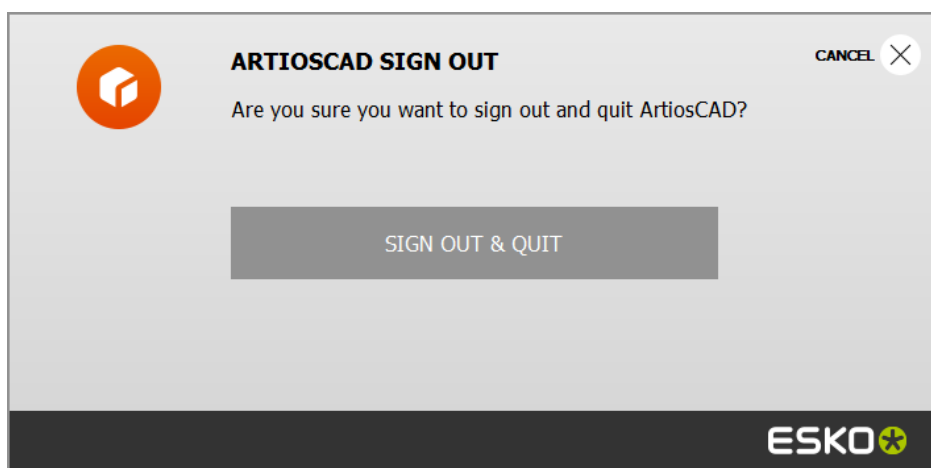 ARTIOSCAD SIGN OUT
CANCEL
Are you sure you want to sign out and quit ArtiosCAD?
SIGN OUT & QUIT
ESKO